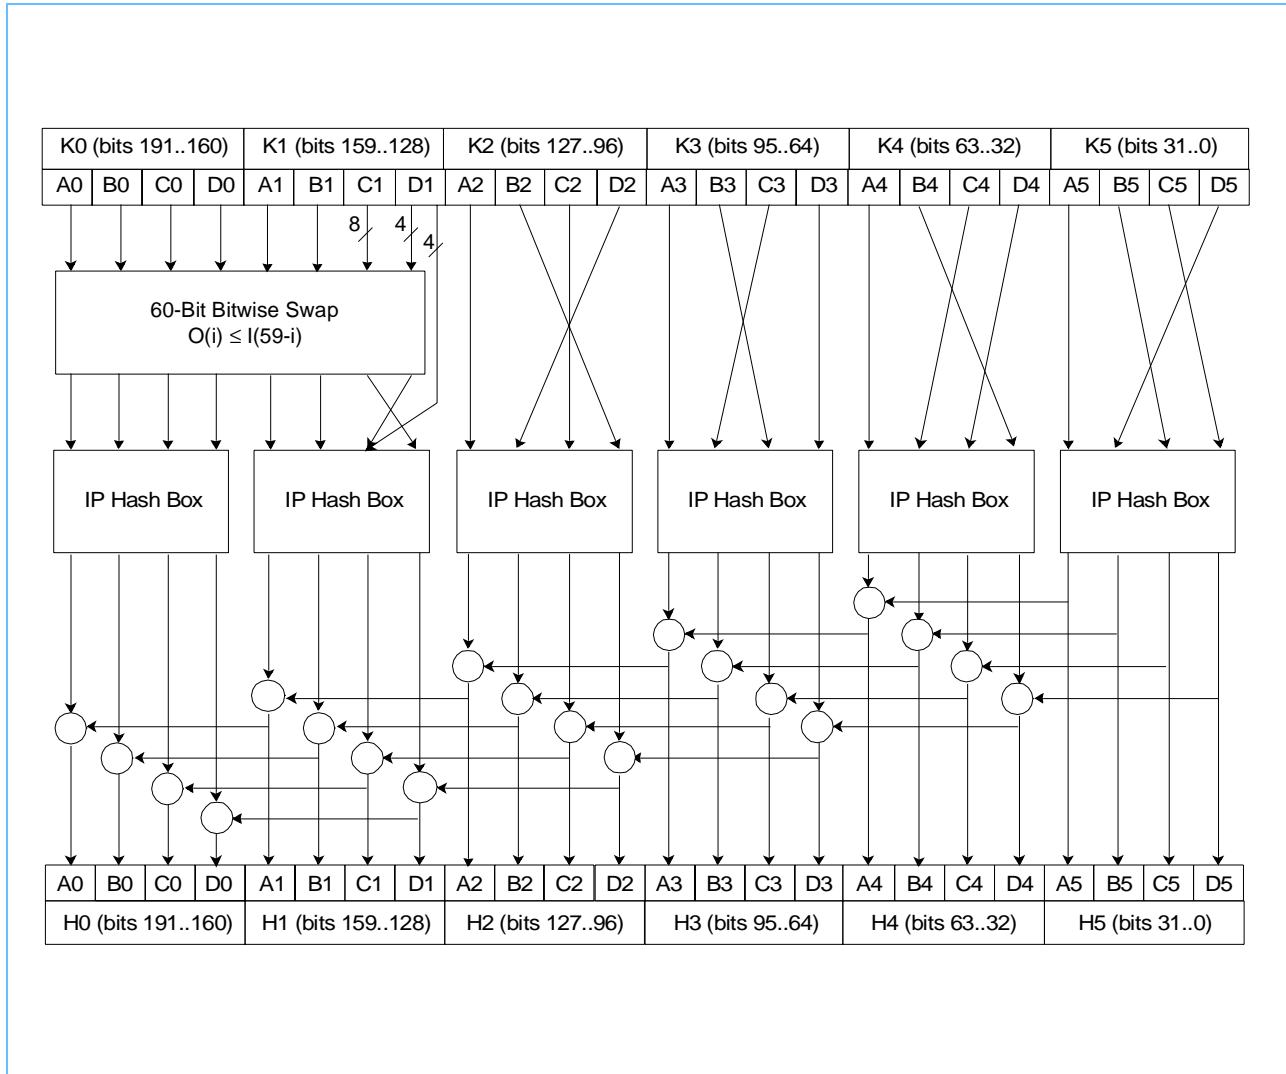 K0 (bits 191..160) K1 (bits 159..128) K2 (bits 127..96) K3 (bits 95..64) K4 (bits 63..32) K5 (bits 31..0)
A0 B0 C0 D0 A1 B1 C1 D1 A2 B2 C2 D2 A3 B3 C3 D3 A4 B4 C4 D4 A5 B5 C5 D5
8 4 4
60-Bit Bitwise Swap
O(i) ≤ I(59-i)
IP Hash Box IP Hash Box IP Hash Box IP Hash Box IP Hash Box IP Hash Box
A0 B0 C0 D0 A1 B1 C1 D1 A2 B2 C2 D2 A3 B3 C3 D3 A4 B4 C4 D4 A5 B5 C5 D5
H0 (bits 191..160) H1 (bits 159..128) H2 (bits 127..96) H3 (bits 95..64) H4 (bits 63..32) H5 (bits 31..0)